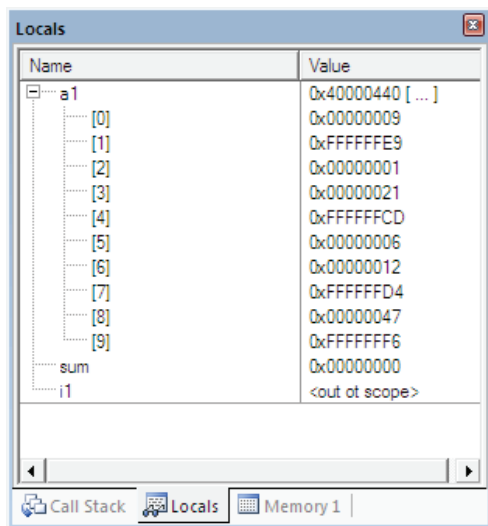 Locals
Name Value
a1 0x40000440 [ ... ]
[0] 0x00000009
[1] 0xFFFFFFE9
[2] 0x00000001
[3] 0x00000021
[4] 0xFFFFFFCD
[5] 0x00000006
[6] 0x00000012
[7] 0xFFFFFFD4
[8] 0x00000047
[9] 0xFFFFFFF6
sum 0x00000000
i1 <out of scope>
Call Stack Locals Memory 1